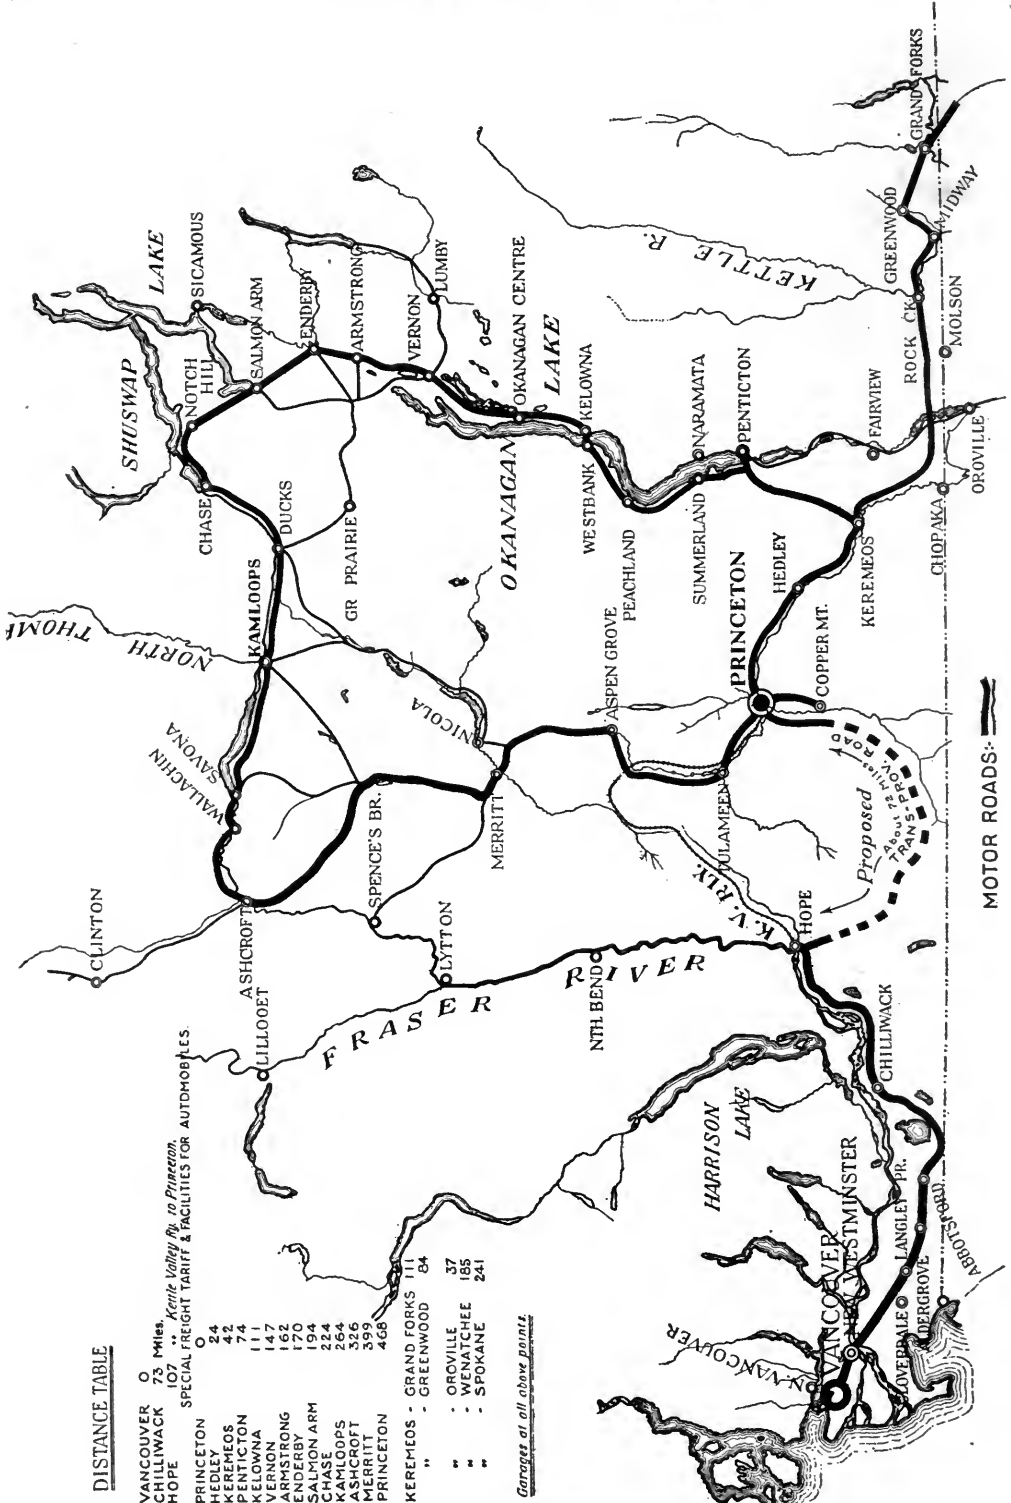 DISTANCE TABLE
VANCOUVER 0
CHILLIWACK 73 Miles.
HOPE 107 " Kettle Valley Ry. to Princeton.
SPECIAL FREIGHT TARIFF & FACILITIES FOR AUTOMOBILES.
PRINCETON 0
HEDLEY 24
KEREMEOS 42
PENTICTON 74
KELOWNA 111
VERNON 147
ARMSTRONG 162
ENDERBY 170
SALMON ARM 194
CHASE 224
KAMLOOPS 264
ASHCROFT 326
MERRITT 399
PRINCETON 468
KEREMEOS - GRAND FORKS 111
" - GREENWOOD 84
" - OROVILLE 37
" - WENATCHEE 185
" - SPOKANE 241
Garages at all above points.
CLINTON
LILLOOET
ASHCROFT
WALLACHIN
SAVONA
KAMLOOPS
NORTH
DUCKS
CHASE
SHUSWAP
LAKE
NOTCH
HILL
SALMON ARM
SICAMOUS
ENDERBY
ARMSTRONG
VERNON
LUMBY
GR PRAIRIE
OKANAGAN CENTRE
OKANAGAN
LAKE
KELOWNA
WESTBANK
PEACHLAND
SUMMERLAND
NARAMATA
PENTICTON
FAIRVIEW
SPENCE'S BR.
LYTTON
FRASER
RIVER
NTH. BEND
NICOLA
MERRITT
ASPEN GROVE
TULAMEEN
K.V. RLY.
PRINCETON
COPPER MT.
HEDLEY
KEREMEOS
CHOPAKA
OROVILLE
MOLSON
ROCK CK
KETTLE R.
GREENWOOD
MIDWAY
GRAND FORKS
HOPE
Proposed
About 72 Miles
TRANS-PROV. ROAD
CHILLIWACK
HARRISON
LAKE
ABBOTSFORD
LANGLEY PR.
ALDERGROVE
CLOVERDALE
NEW WESTMINSTER
VANCOUVER
N. VANCOUVER
MOTOR ROADS:-